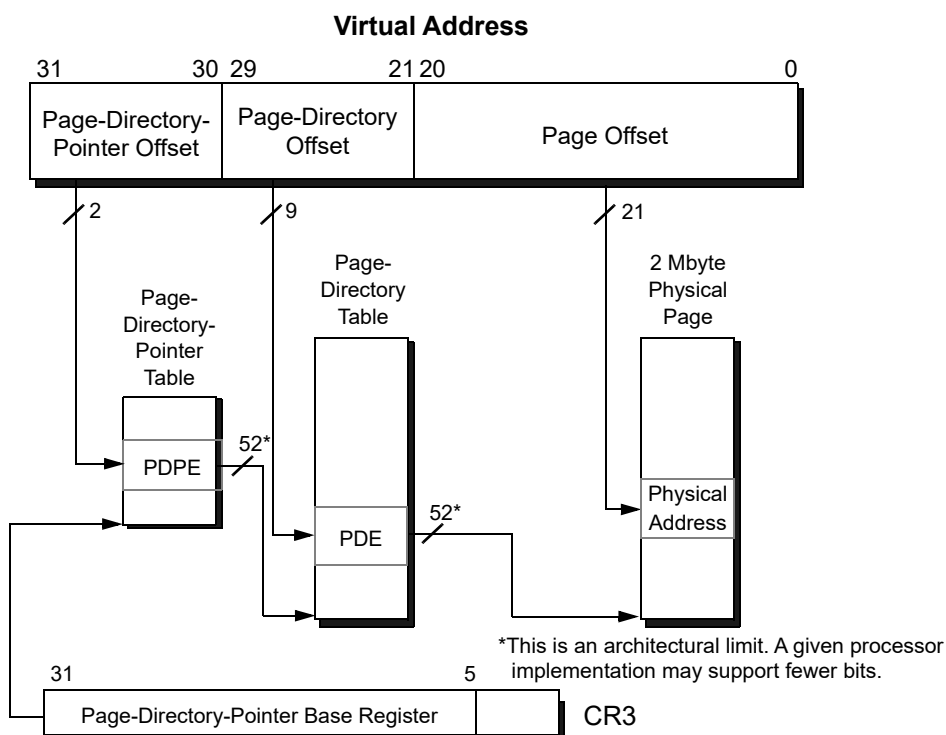 Virtual Address
31 30 29 21 20 0
Page-Directory-
Pointer Offset
Page-Directory
Offset
Page Offset
2
9
21
Page-
Directory-
Pointer
Table
Page-
Directory
Table
2 Mbyte
Physical
Page
PDPE
52*
PDE
52*
Physical
Address
*This is an architectural limit. A given processor
implementation may support fewer bits.
31 5
Page-Directory-Pointer Base Register
CR3